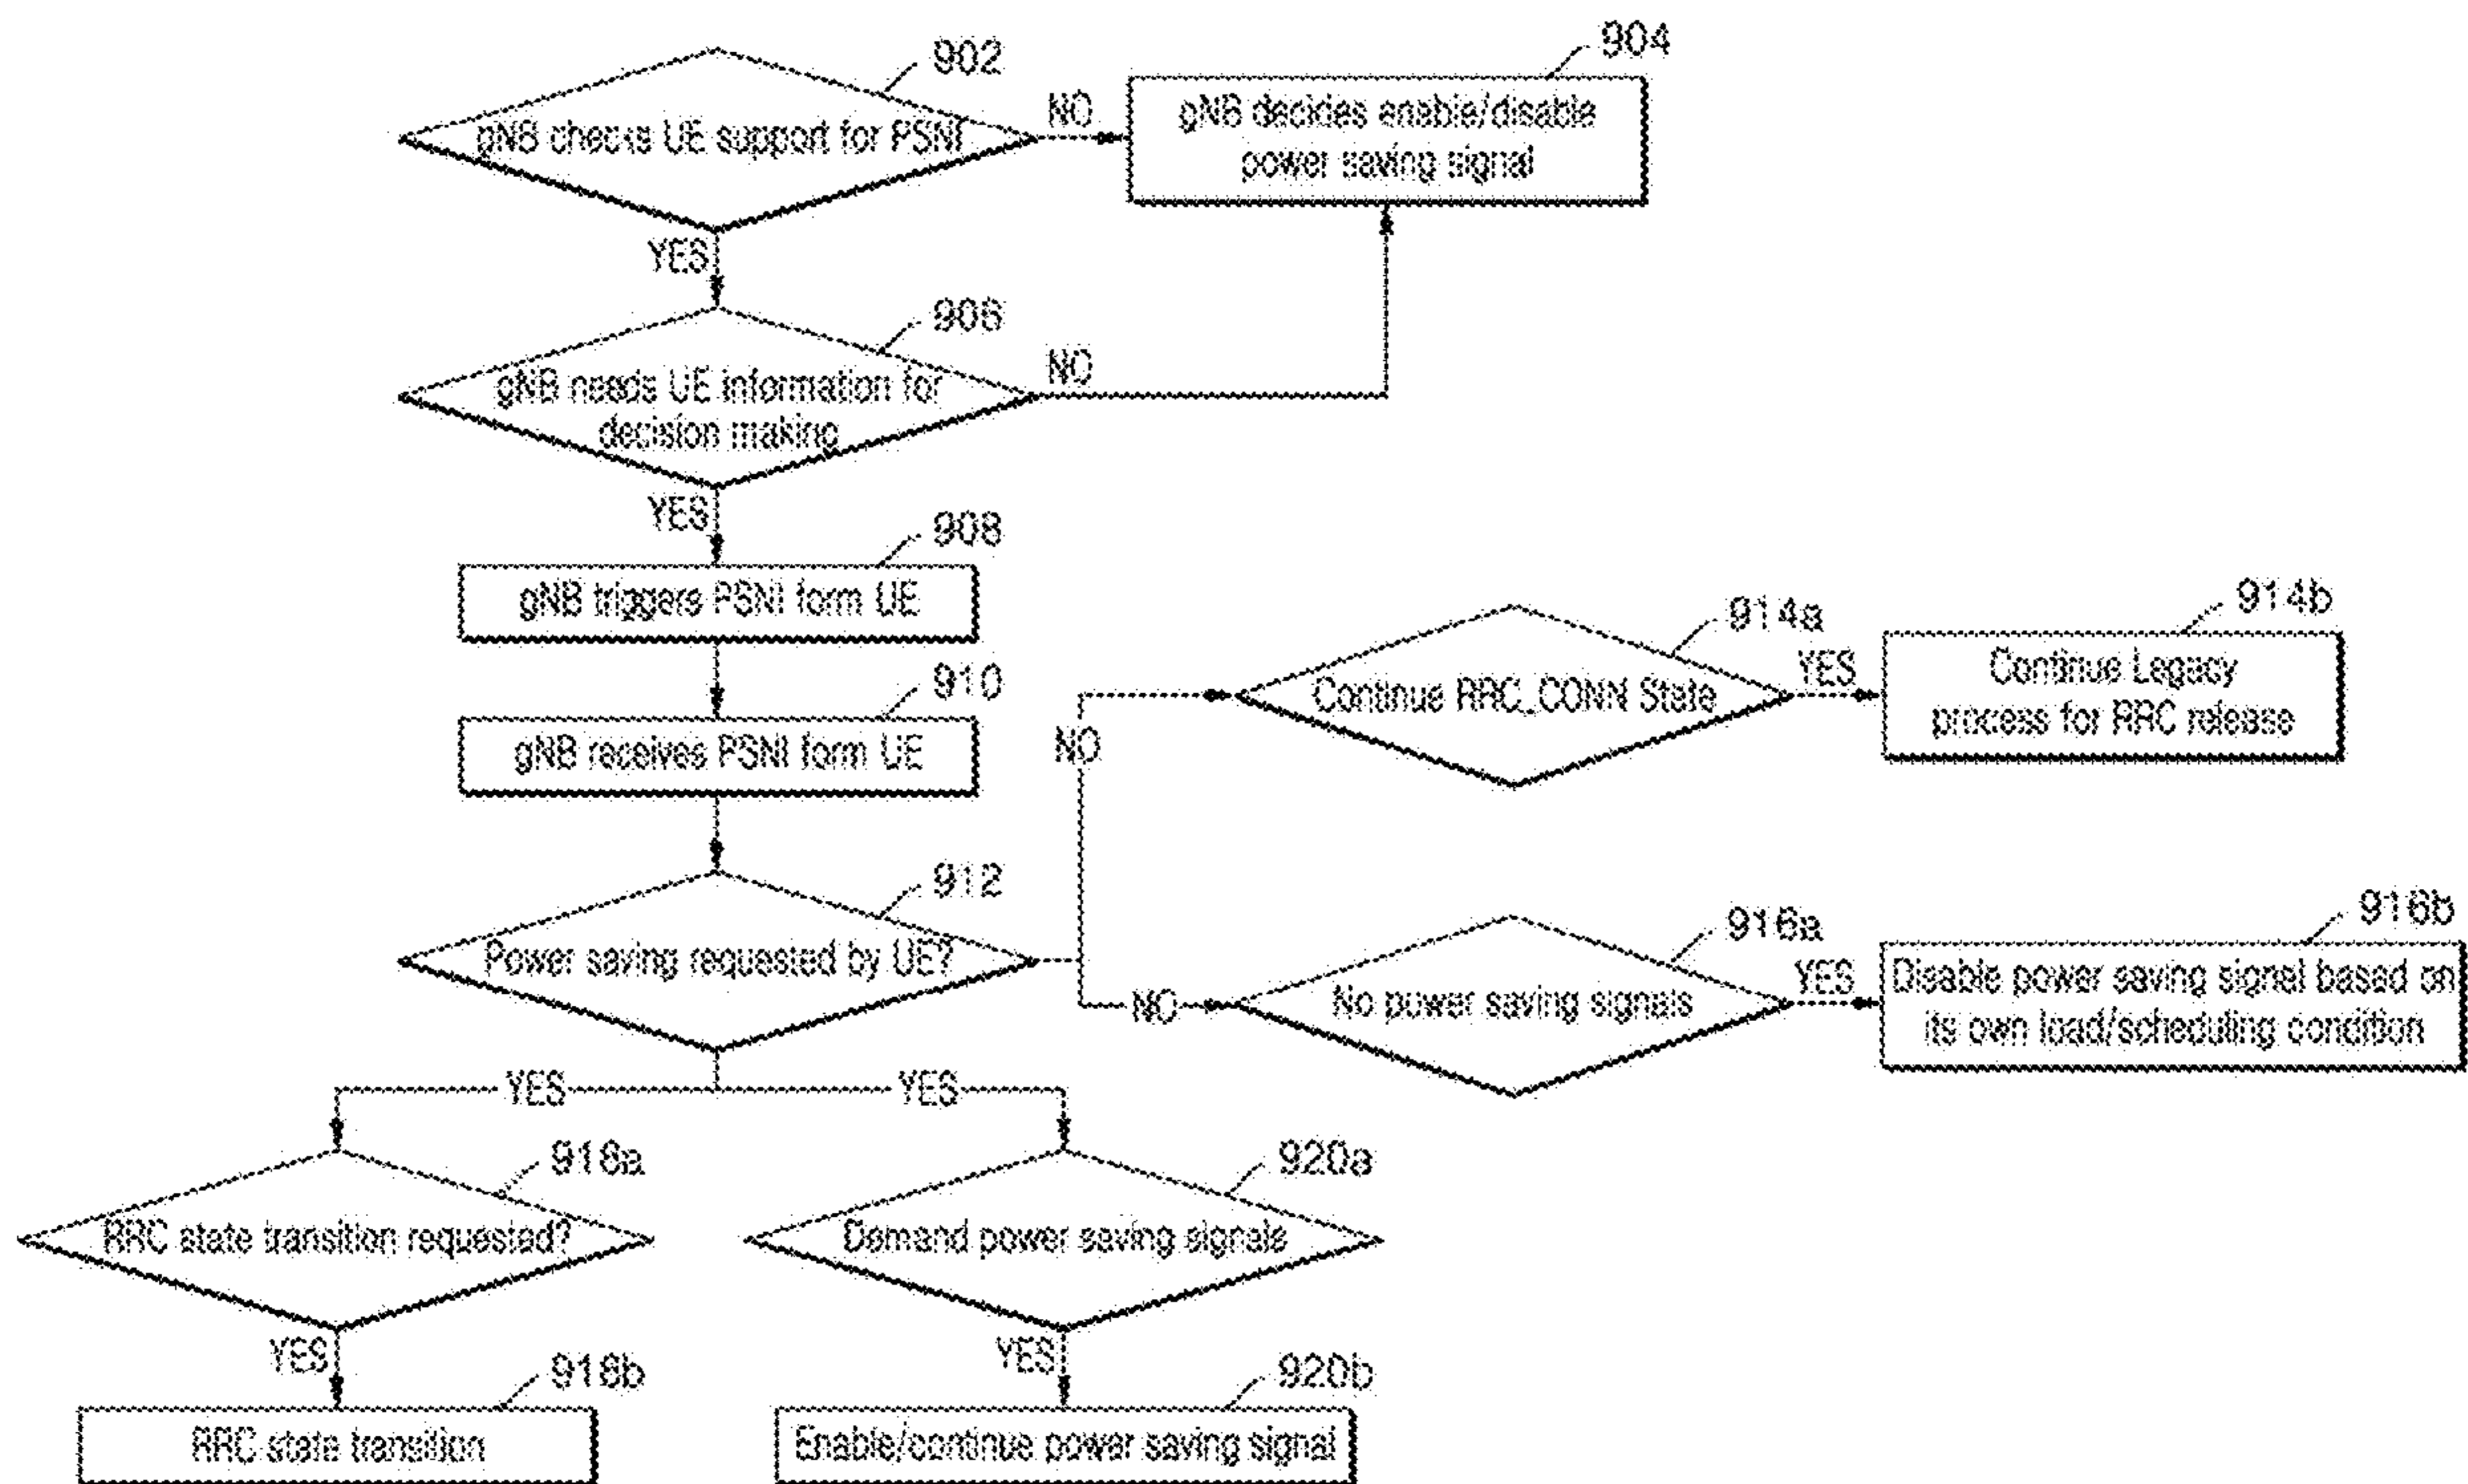 902
gNB checks UE support for PSNI
NO
904
gNB decides enable/disable
power saving signal
YES
906
gNB needs UE information for
decision making
NO
YES
908
gNB triggers PSNI form UE
910
gNB receives PSNI form UE
912
Power saving requested by UE?
NO
914a
Continue RRC_CONN State
YES
914b
Continue Legacy
process for RRC release
NO
916a
No power saving signals
YES
916b
Disable power saving signal based on
its own load/scheduling condition
YES
YES
918a
RRC state transition requested?
YES
918b
RRC state transition
920a
Demand power saving signals
YES
920b
Enable/continue power saving signal